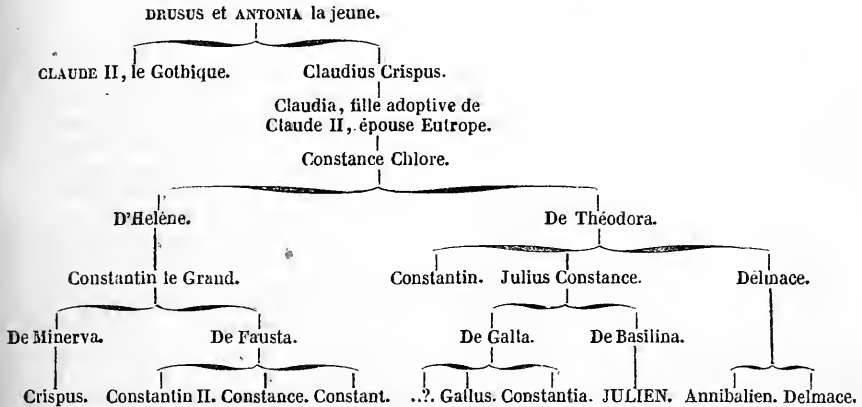 DRUSUS et ANTONIA la jeune.
CLAUDE II, le Gothique. Claudius Crispus.
Claudia, fille adoptive de
Claude II, épouse Eutrope.
Constance Chlore.
D'Helène. De Théodora.
Constantin le Grand. Constantin. Julius Constance. Delmace.
De Minerva. De Fausta. De Galla. De Basilina.
Crispus. Constantin II. Constance. Constant. ..?. Gallus. Constantia. JULIEN. Annibalien. Delmace.